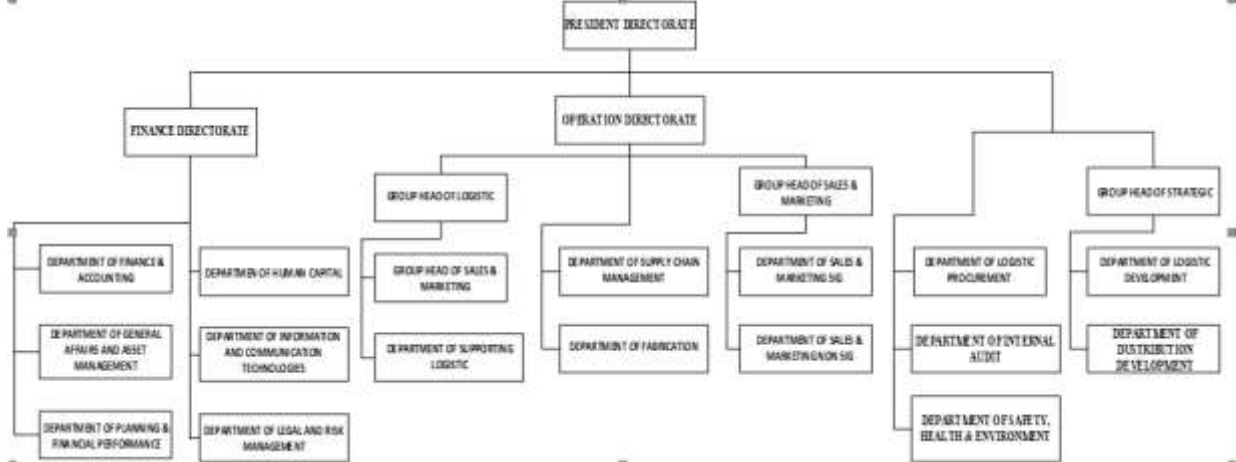 PRESIDENT DIRECTORATE
FINANCE DIRECTORATE
OPERATION DIRECTORATE
GROUP HEAD OF LOGISTIC
GROUP HEAD OF SALES &
MARKETING
GROUP HEAD OF STRATEGIC
DEPARTMENT OF FINANCE &
ACCOUNTING
DEPARTMEN OF HUMAN CAPITAL
GROUP HEAD OF SALES &
MARKETING
DEPARTMENT OF SUPPLY CHAIN
MANAGEMENT
DEPARTMENT OF SALES &
MARKETING SIG
DEPARTMENT OF LOGISTIC
PROCUREMENT
DEPARTMENT OF LOGISTIC
DEVELOPMENT
DEPARTMENT OF GENERAL
AFFAIRS AND ASSET
MANAGEMENT
DEPARTMENT OF INFORMATION
AND COMMUNICATION
TECHNOLOGIES
DEPARTMENT OF SUPPORTING
LOGISTIC
DEPARTMENT OF FABRICATION
DEPARTMENT OF SALES &
MARKETING NON SIG
DEPARTMENT OF INTERNAL
AUDIT
DEPARTMENT OF
DISTRIBUTION
DEVELOPMENT
DEPARTMENT OF PLANNING &
FINANCIAL PERFORMANCE
DEPARTMENT OF LEGAL AND RISK
MANAGEMENT
DEPARTMENT OF SAFETY,
HEALTH & ENVIRONMENT